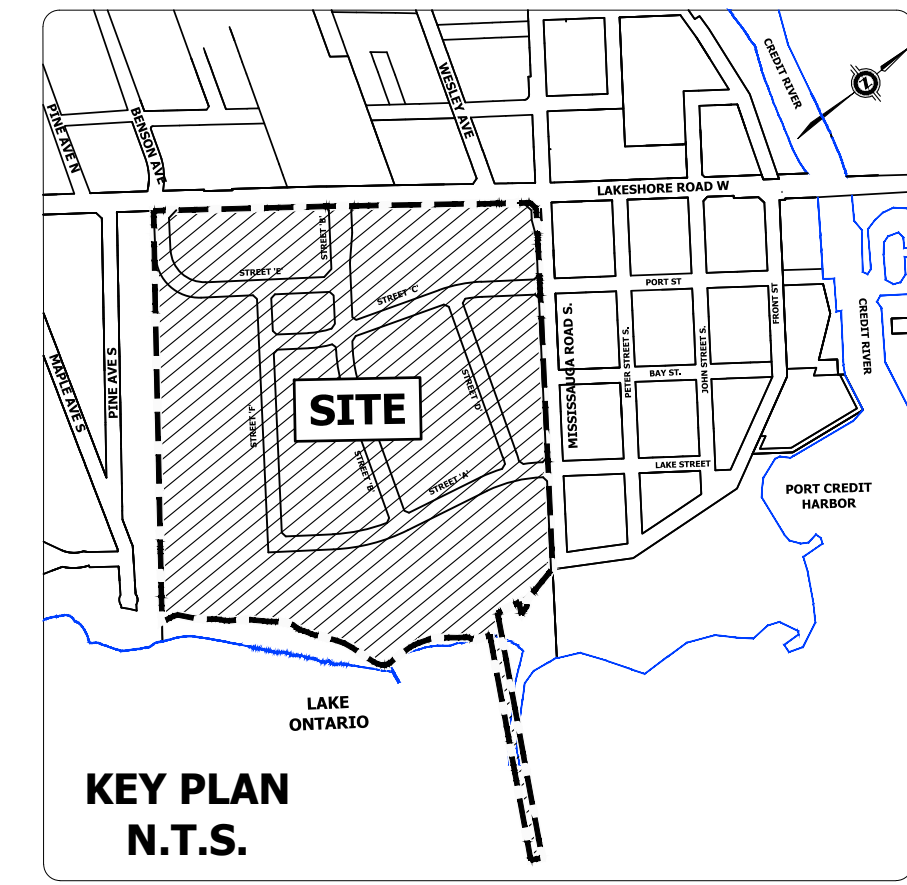 CREDIT RIVER
WESLEY AVE
PINE AVE N
BENSON AVE
LAKESHORE ROAD W
STREET 'B'
STREET 'E'
STREET 'C'
PORT ST
FRONT ST
MISSISSAUGA ROAD S.
PETER STREET S.
JOHN STREET S.
CREDIT RIVER
MAPLE AVE S
PINE AVE S
BAY ST.
STREET 'D'
SITE
STREET 'F'
STREET 'B'
STREET 'A'
LAKE STREET
PORT CREDIT
HARBOR
LAKE
ONTARIO
KEY PLAN
N.T.S.